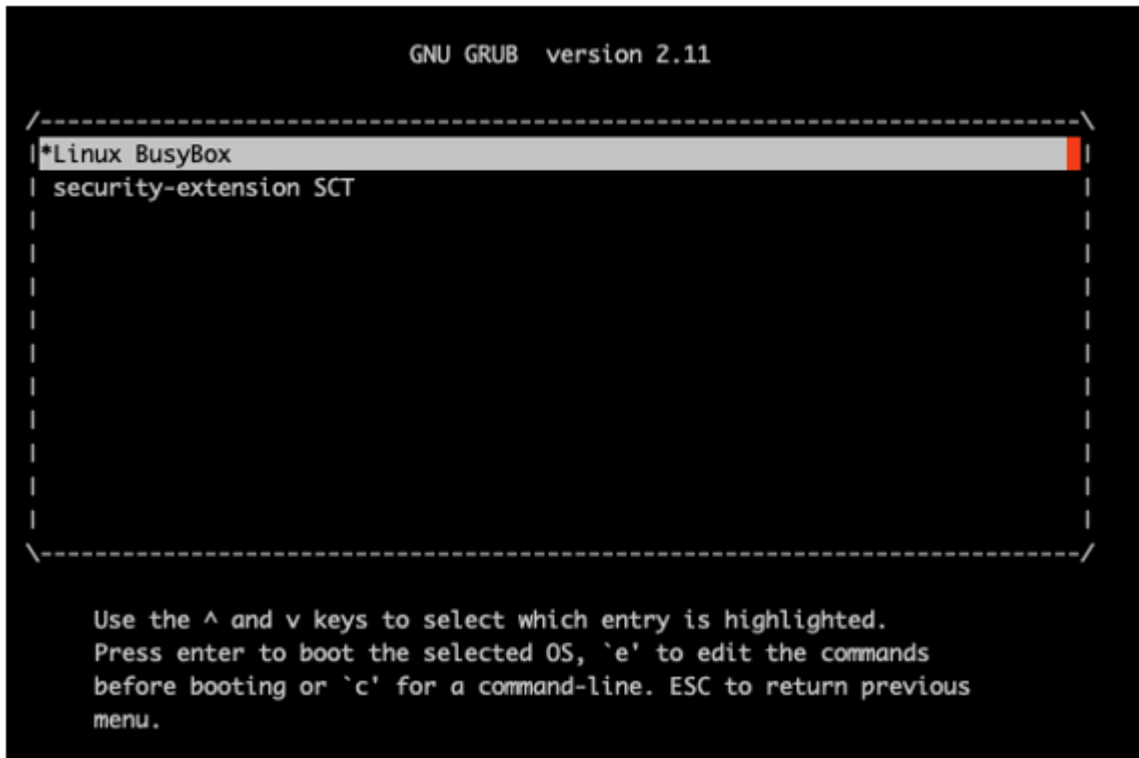 GNU GRUB  version 2.11
*Linux BusyBox
security-extension SCT
Use the ^ and v keys to select which entry is highlighted.
Press enter to boot the selected OS, `e' to edit the commands
before booting or `c' for a command-line. ESC to return previous
menu.